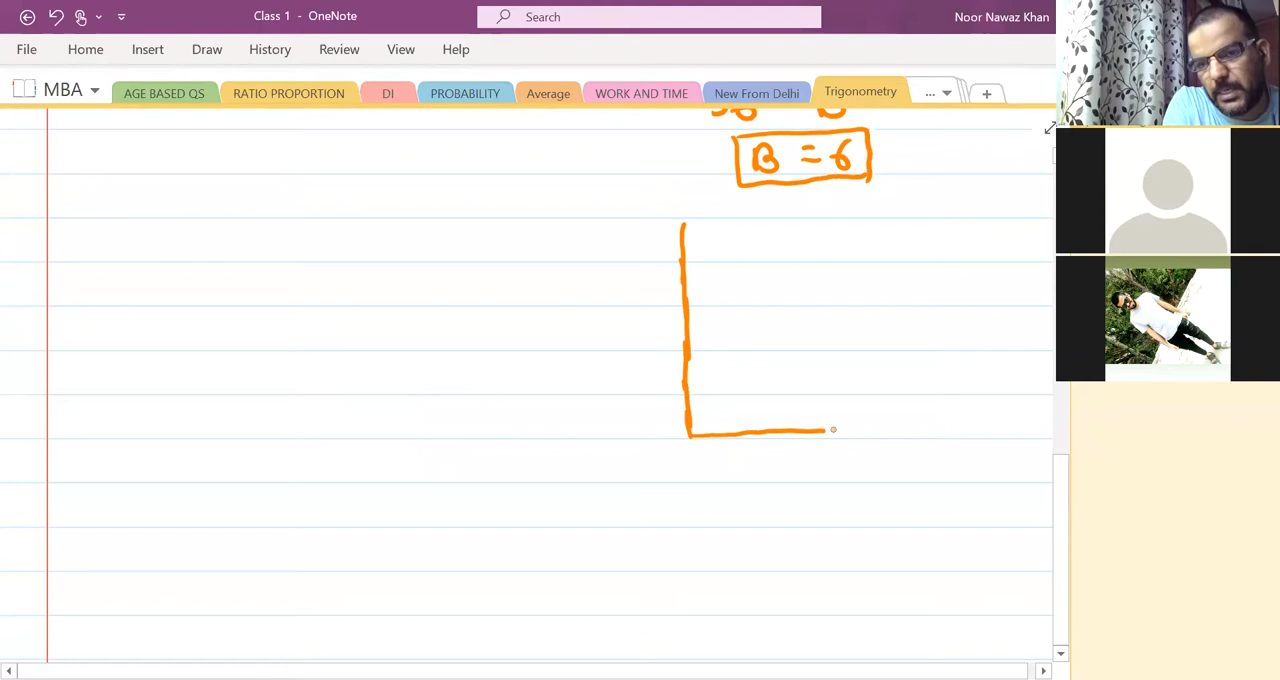 Class 1 - OneNote
Search
Noor Nawaz Khan
File Home Insert Draw History Review View Help
MBA
AGE BASED QS RATIO PROPORTION DI PROBABILITY Average WORK AND TIME New From Delhi Trigonometry ... +
B = 6